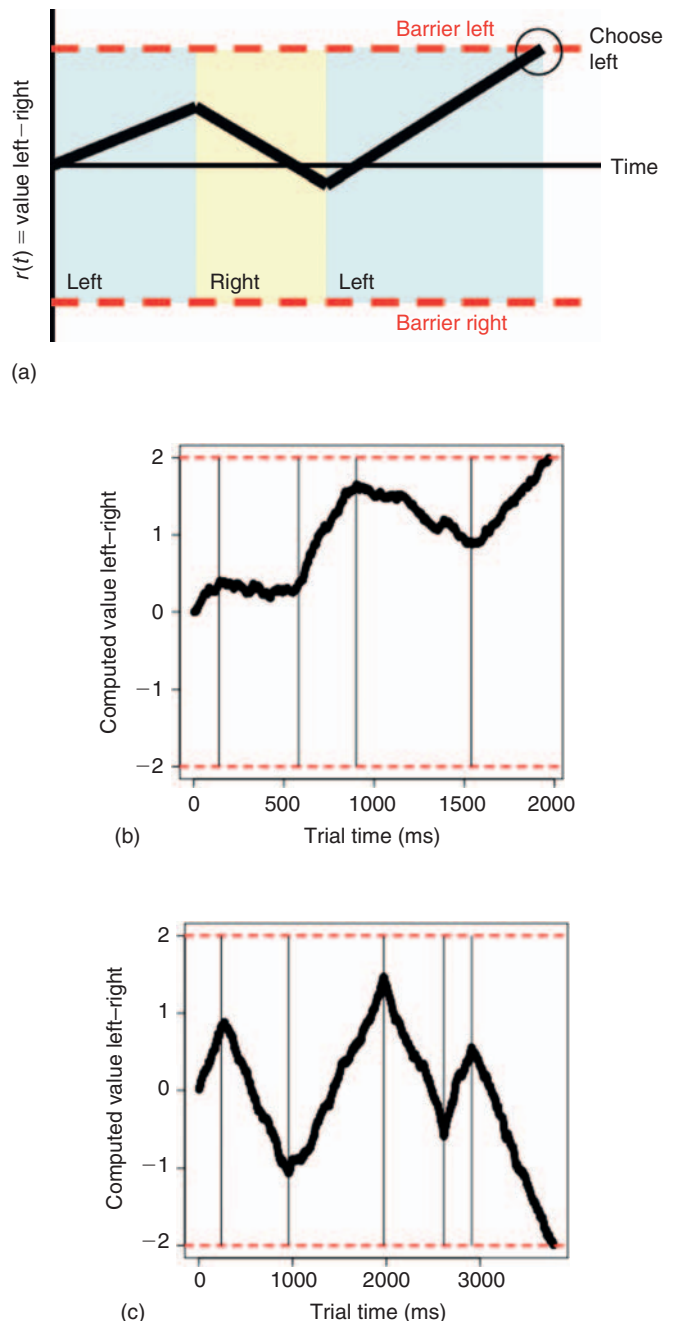 Barrier left
Choose
left
r(t) = value left–right
Time
Left
Right
Left
Barrier right
(a)
Computed value left–right
2
1
0
−1
−2
0
500
1000
1500
2000
(b)
Trial time (ms)
Computed value left–right
2
1
0
−1
−2
0
1000
2000
3000
(c)
Trial time (ms)